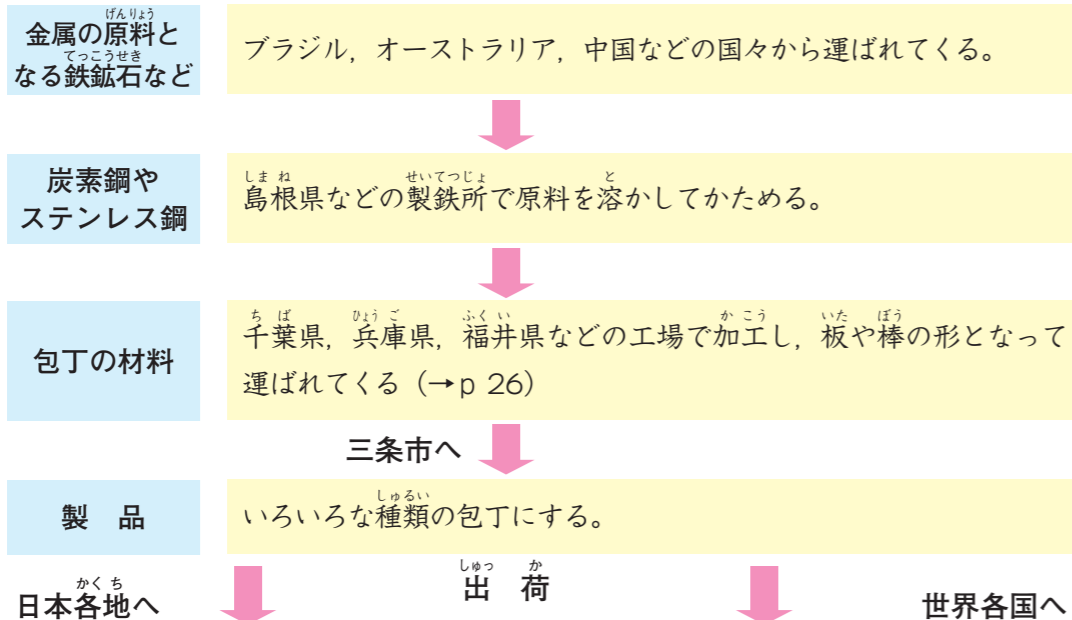 げんりょう
金属の原料と
てっこうせき
なる鉄鉱石など
ブラジル，オーストラリア，中国などの国々から運ばれてくる。
炭素鋼や
ステンレス鋼
しまね せいてつじょ と
島根県などの製鉄所で原料を溶かしてかためる。
包丁の材料
ちば ひょうご ふくい かこう いた ぼう
千葉県，兵庫県，福井県などの工場で加工し，板や棒の形となって
運ばれてくる（→p 26）
三条市へ
製 品
しゅるい
いろいろな種類の包丁にする。
しゅっ か
出 荷
かくち
日本各地へ
世界各国へ